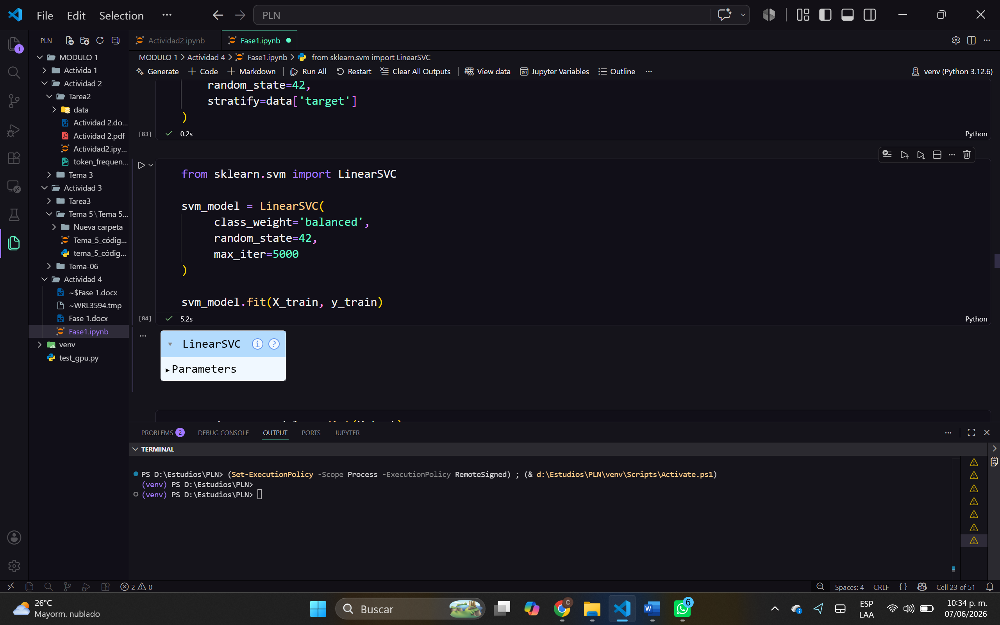 File Edit Selection ···
PLN
PLN
Actividad2.ipynb
Fase1.ipynb
MODULO 1 > Actividad 4 > Fase1.ipynb > from sklearn.svm import LinearSVC
Generate + Code + Markdown Run All Restart Clear All Outputs View data Jupyter Variables Outline ···
venv (Python 3.12.6)
1
MODULO 1
Activida 1
Actividad 2
Tarea2
data
Actividad 2.do...
Actividad 2.pdf
Actividad2.ipy...
token_frequen...
Tema 3
Actividad 3
Tarea3
Tema 5\Tema 5...
Nueva carpeta
Tema_5_códig...
tema_5_códig...
Tema-06
Actividad 4
~$Fase 1.docx
~WRL3594.tmp
Fase 1.docx
Fase1.ipynb
venv
test_gpu.py
random_state=42,
stratify=data['target']
)
[83] 0.2s Python
from sklearn.svm import LinearSVC
svm_model = LinearSVC(
class_weight='balanced',
random_state=42,
max_iter=5000
)
svm_model.fit(X_train, y_train)
[84] 5.2s Python
LinearSVC i ?
Parameters
PROBLEMS 2 DEBUG CONSOLE OUTPUT PORTS JUPYTER
TERMINAL
PS D:\Estudios\PLN> (Set-ExecutionPolicy -Scope Process -ExecutionPolicy RemoteSigned) ; (& d:\Estudios\PLN\venv\Scripts\Activate.ps1)
(venv) PS D:\Estudios\PLN>
(venv) PS D:\Estudios\PLN>
2 0
Spaces: 4 CRLF { } Cell 23 of 51
26°C
Mayorm. nublado
Buscar
C
6
ESP
LAA
10:34 p. m.
07/06/2026